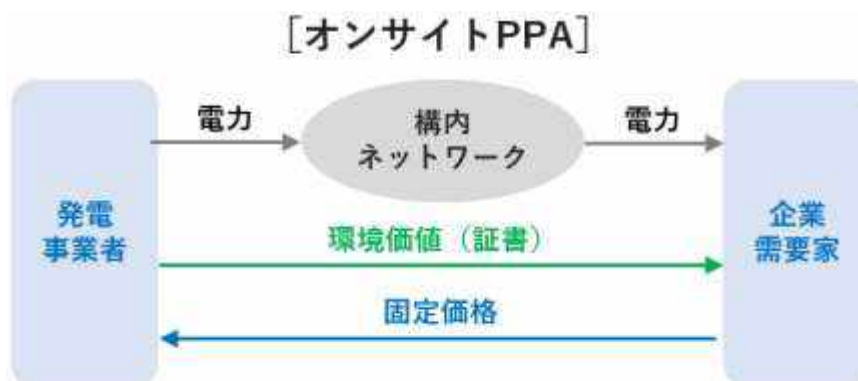 [オンサイトPPA]
電力
構内
ネットワーク
電力
発電
事業者
環境価値（証書）
企業
需要家
固定価格